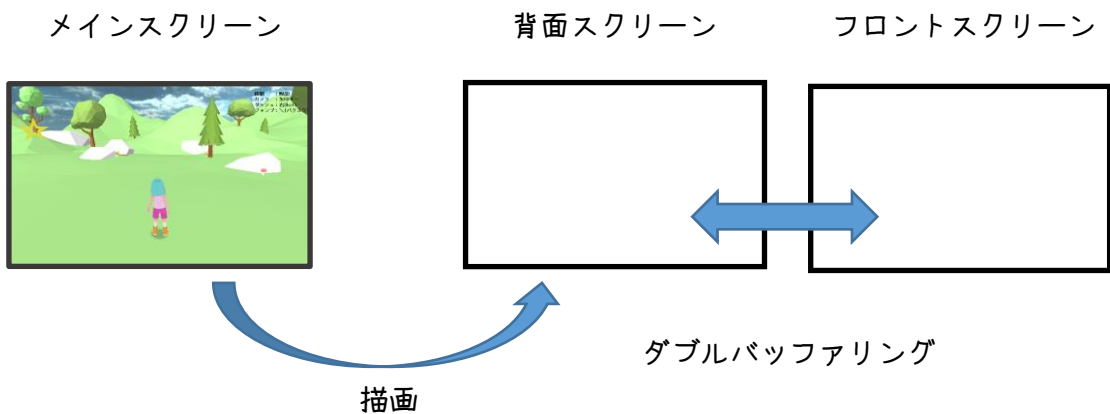 メインスクリーン
背面スクリーン
フロントスクリーン
ダブルバッファリング
描画